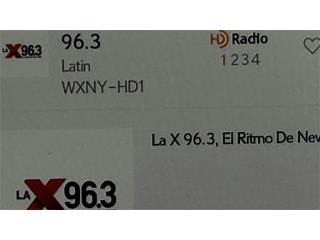 LA X 96.3
96.3
HD Radio
Latin
1 2 3 4
WXNY-HD1
La X 96.3, El Ritmo De
LA X 96.3